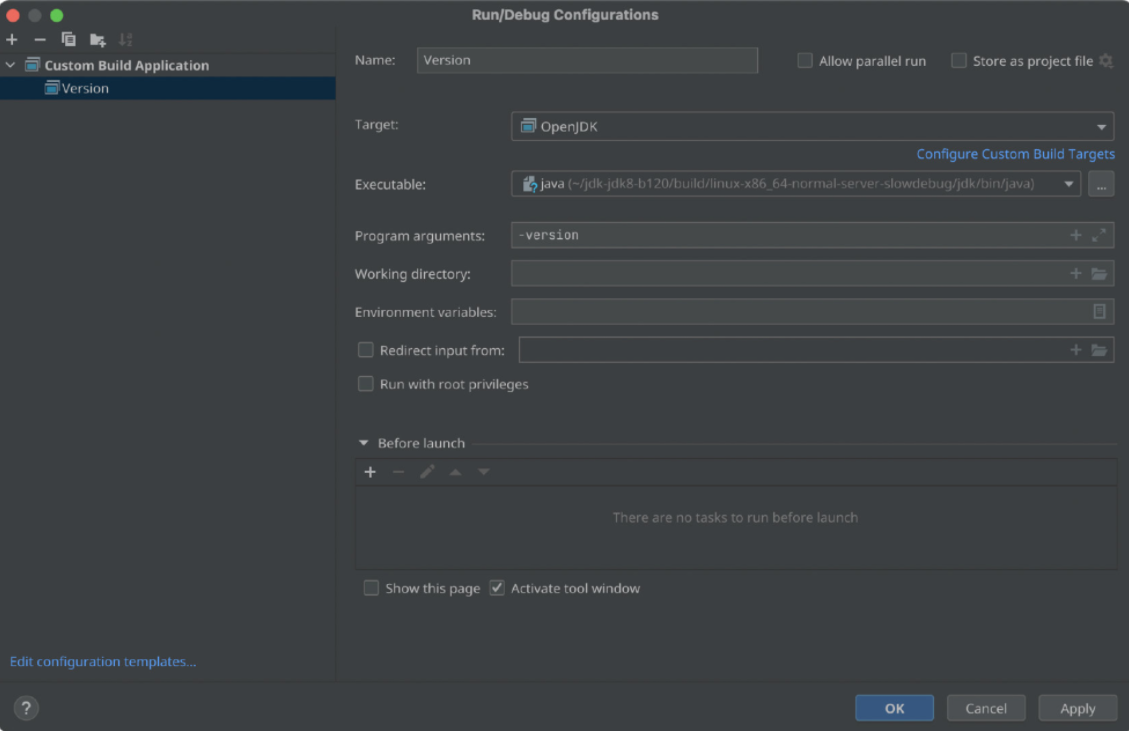 Run/Debug Configurations
Custom Build Application
Version
Name: Version
Allow parallel run
Store as project file
Target: OpenJDK
Configure Custom Build Targets
Executable: java (~/jdk-jdk8-b120/build/linux-x86_64-normal-server-slowdebug/jdk/bin/java) ...
Program arguments: -version
Working directory:
Environment variables:
Redirect input from:
Run with root privileges
Before launch
There are no tasks to run before launch
Show this page Activate tool window
Edit configuration templates...
? OK Cancel Apply